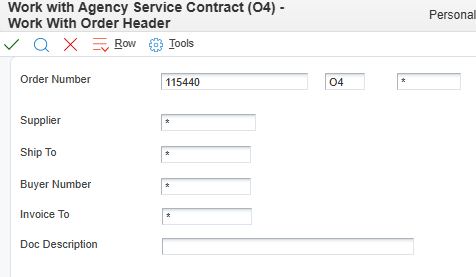 Work with Agency Service Contract (O4) -
Work With Order Header
Personal
Row Tools
Order Number 115440 O4 *
Supplier *
Ship To *
Buyer Number *
Invoice To *
Doc Description